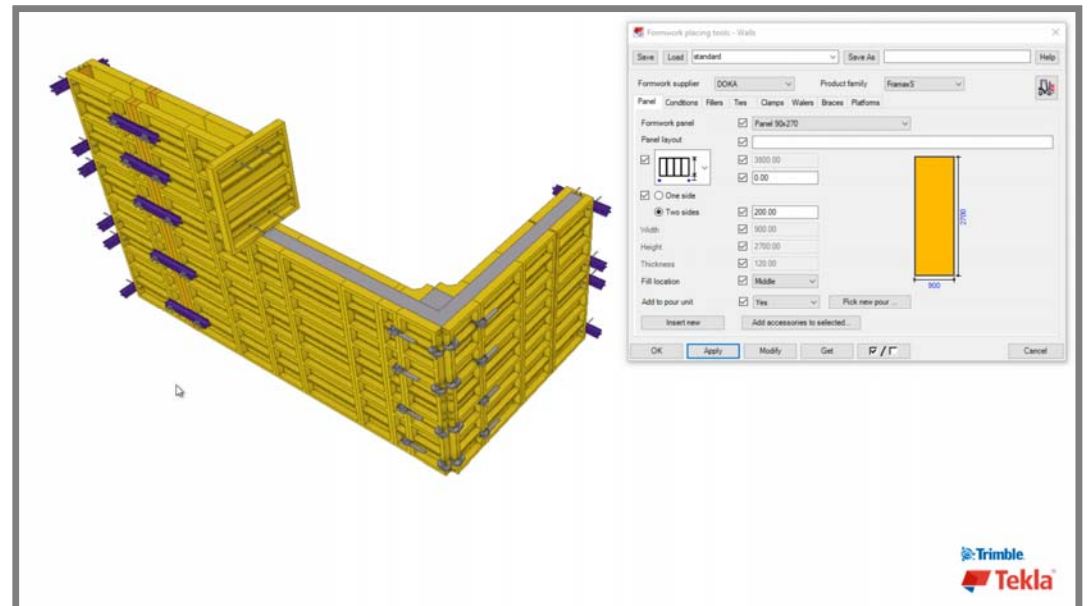 Formwork placing tools - Walls
Save Load standard Save As Help
Formwork supplier DOKA Product family FramaxS
Panel Conditions Fillers Ties Clamps Walers Braces Platforms
Formwork panel Panel 90x270
Panel layout
3800.00
0.00
One side
Two sides 200.00
Width 900.00
Height 2700.00
Thickness 120.00
Fill location Middle
Add to pour unit Yes Pick new pour ...
Insert new Add accessories to selected...
2700
900
OK Apply Modify Get Cancel
Trimble
Tekla